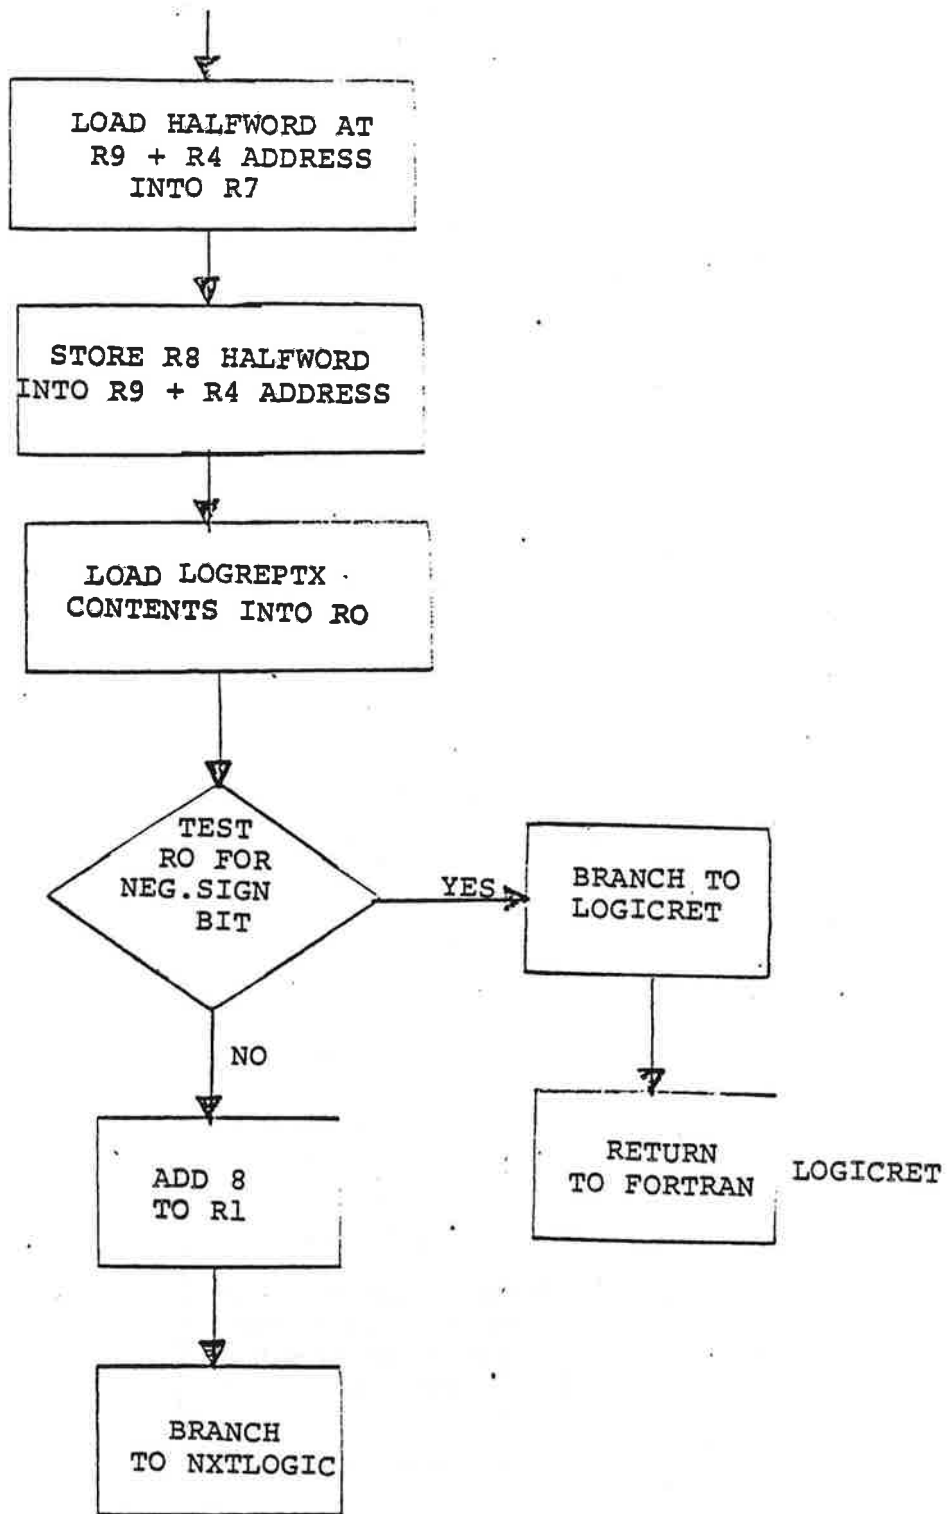 LOAD HALFWORD AT
R9 + R4 ADDRESS
INTO R7
STORE R8 HALFWORD
INTO R9 + R4 ADDRESS
LOAD LOGREPTX
CONTENTS INTO RO
TEST
RO FOR
NEG.SIGN
BIT
YES
BRANCH TO
LOGICRET
NO
RETURN
TO FORTRAN
LOGICRET
ADD 8
TO R1
BRANCH
TO NXTLOGIC